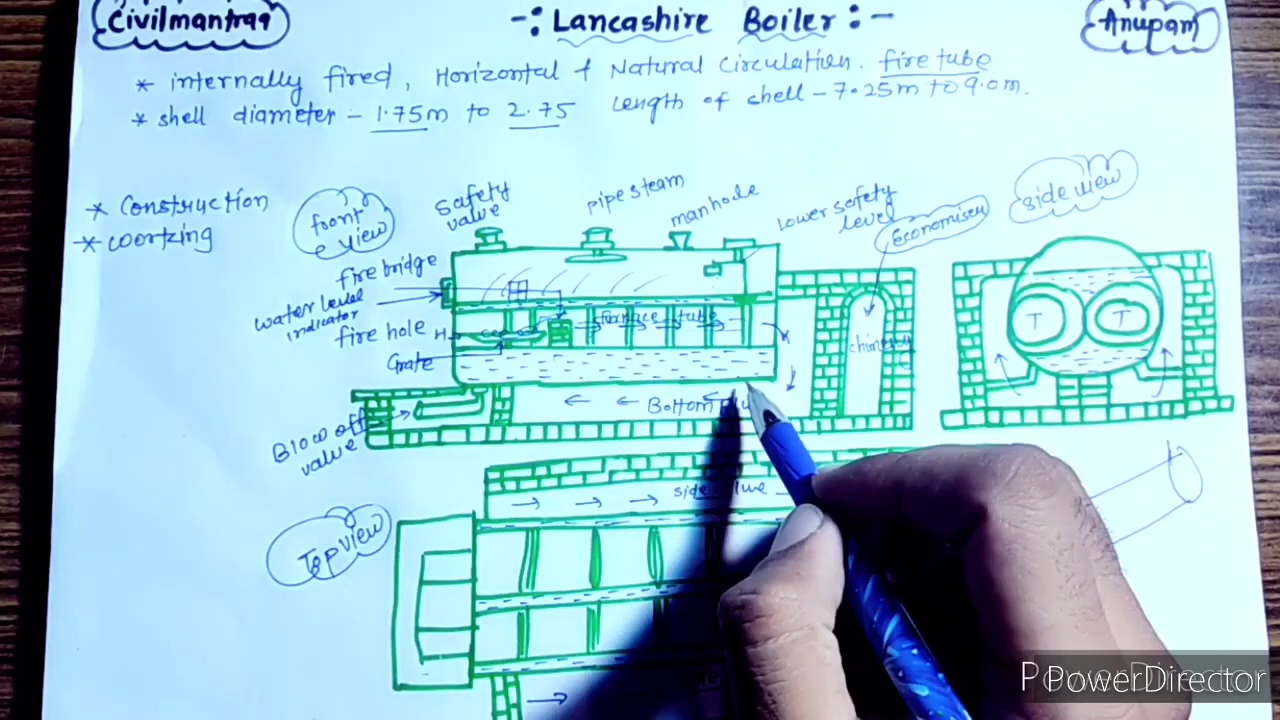 Civilmantraa
-: Lancashire Boiler :-
Anupam
* internally fired, Horizontal + Natural Circulation. fire tube
* shell diameter - 1.75m to 2.75 Length of shell - 7.25m to 9.0m.
* Construction
* woorking
front view
safety valve
pipe steam
manhole
Lower safety level
Economiser
side view
fire bridge
water level indicator
fire hole
Grate
furnace tube
chimney
T T
Blow off valve
Bottom
side flue
Top view
PowerDirector